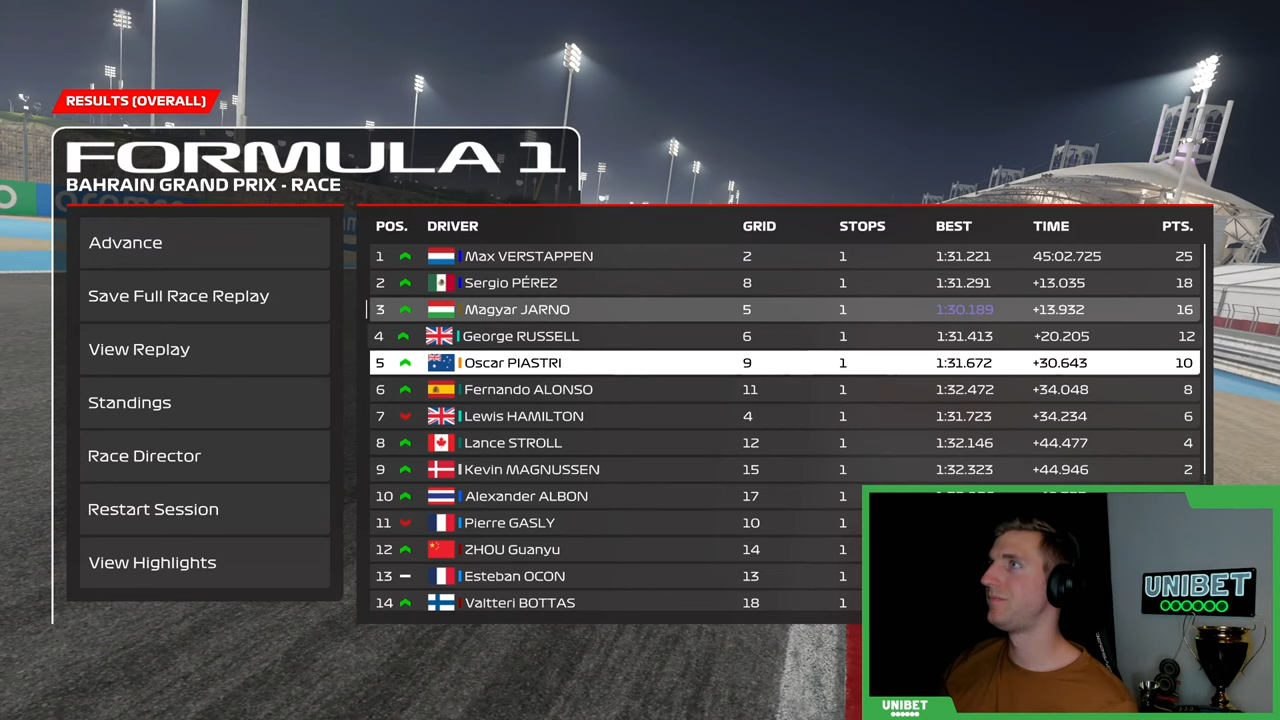 RESULTS (OVERALL)
FORMULA 1
BAHRAIN GRAND PRIX - RACE
aramco
Advance
Save Full Race Replay
View Replay
Standings
Race Director
Restart Session
View Highlights
POS. DRIVER GRID STOPS BEST TIME PTS.
1 Max VERSTAPPEN 2 1 1:31.221 45:02.725 25
2 Sergio PÉREZ 8 1 1:31.291 +13.035 18
3 Magyar JARNO 5 1 1:30.189 +13.932 16
4 George RUSSELL 6 1 1:31.413 +20.205 12
5 Oscar PIASTRI 9 1 1:31.672 +30.643 10
6 Fernando ALONSO 11 1 1:32.472 +34.048 8
7 Lewis HAMILTON 4 1 1:31.723 +34.234 6
8 Lance STROLL 12 1 1:32.146 +44.477 4
9 Kevin MAGNUSSEN 15 1 1:32.323 +44.946 2
10 Alexander ALBON 17 1
11 Pierre GASLY 10 1
12 ZHOU Guanyu 14 1
13 Esteban OCON 13 1
14 Valtteri BOTTAS 18 1
UNIBET
UNIBET